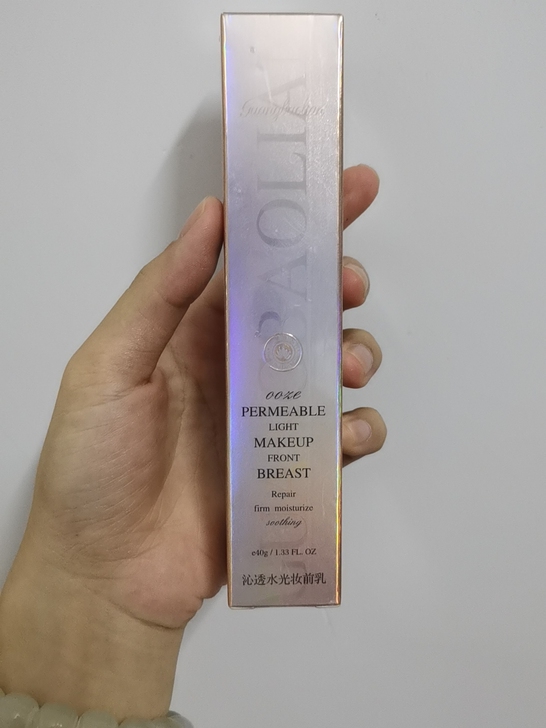 ooze
PERMEABLE
LIGHT
MAKEUP
FRONT
BREAST
Repair
firm moisturize
soothing
e40g / 1.33 FL. OZ
沁透水光妆前乳